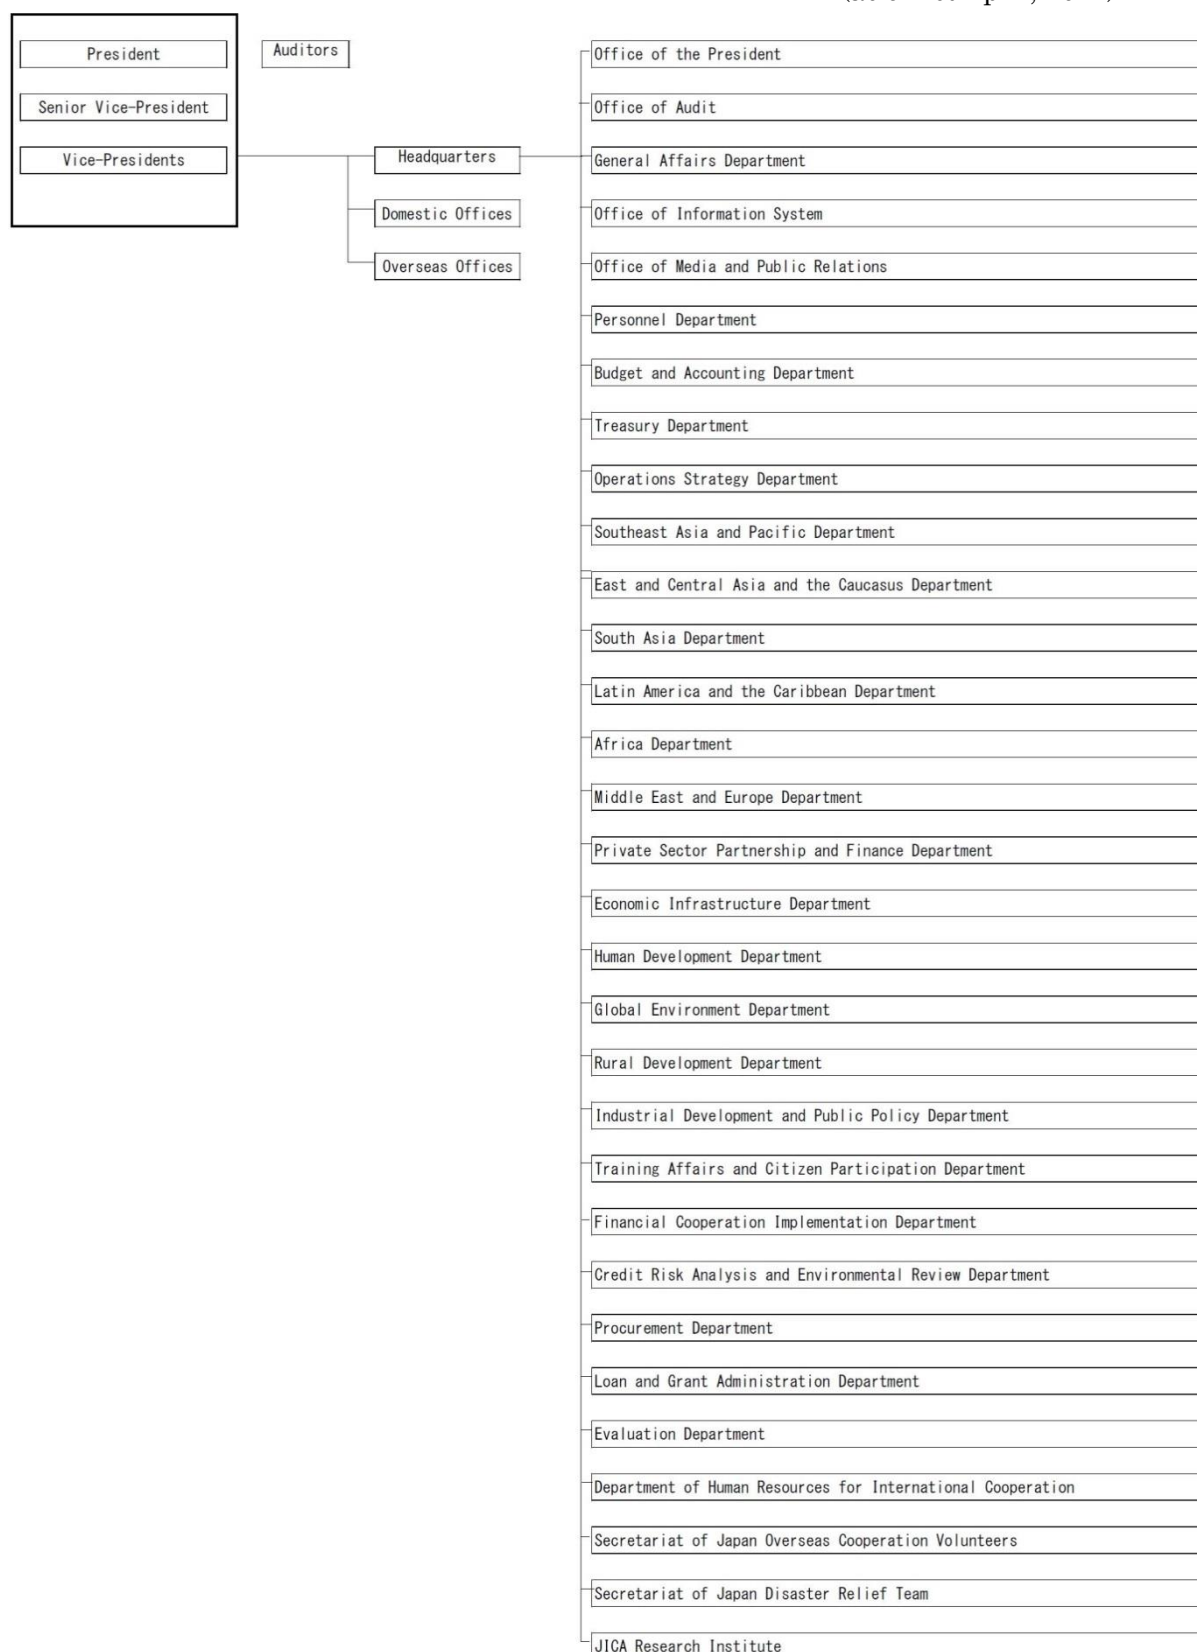 President
Auditors
Office of the President
Senior Vice-President
Office of Audit
Vice-Presidents
Headquarters
General Affairs Department
Domestic Offices
Office of Information System
Overseas Offices
Office of Media and Public Relations
Personnel Department
Budget and Accounting Department
Treasury Department
Operations Strategy Department
Southeast Asia and Pacific Department
East and Central Asia and the Caucasus Department
South Asia Department
Latin America and the Caribbean Department
Africa Department
Middle East and Europe Department
Private Sector Partnership and Finance Department
Economic Infrastructure Department
Human Development Department
Global Environment Department
Rural Development Department
Industrial Development and Public Policy Department
Training Affairs and Citizen Participation Department
Financial Cooperation Implementation Department
Credit Risk Analysis and Environmental Review Department
Procurement Department
Loan and Grant Administration Department
Evaluation Department
Department of Human Resources for International Cooperation
Secretariat of Japan Overseas Cooperation Volunteers
Secretariat of Japan Disaster Relief Team
JICA Research Institute